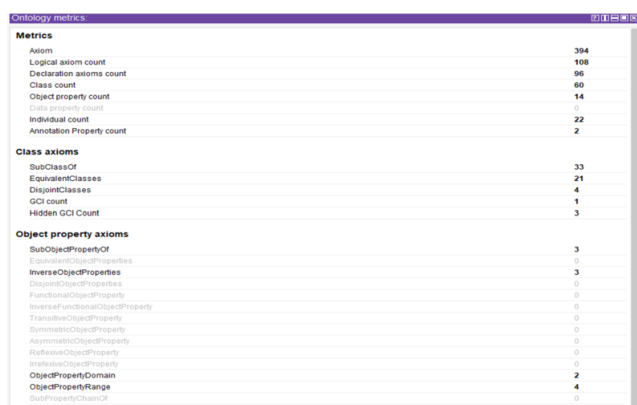 Ontology metrics:
Metrics
Axiom 394
Logical axiom count 108
Declaration axioms count 96
Class count 60
Object property count 14
Data property count 0
Individual count 22
Annotation Property count 2
Class axioms
SubClassOf 33
EquivalentClasses 21
DisjointClasses 4
GCI count 1
Hidden GCI Count 3
Object property axioms
SubObjectPropertyOf 3
EquivalentObjectProperties 0
InverseObjectProperties 3
DisjointObjectProperties 0
FunctionalObjectProperty 0
InverseFunctionalObjectProperty 0
TransitiveObjectProperty 0
SymmetricObjectProperty 0
AsymmetricObjectProperty 0
ReflexiveObjectProperty 0
IrrefexiveObjectProperty 0
ObjectPropertyDomain 2
ObjectPropertyRange 4
SubPropertyChainOf 0